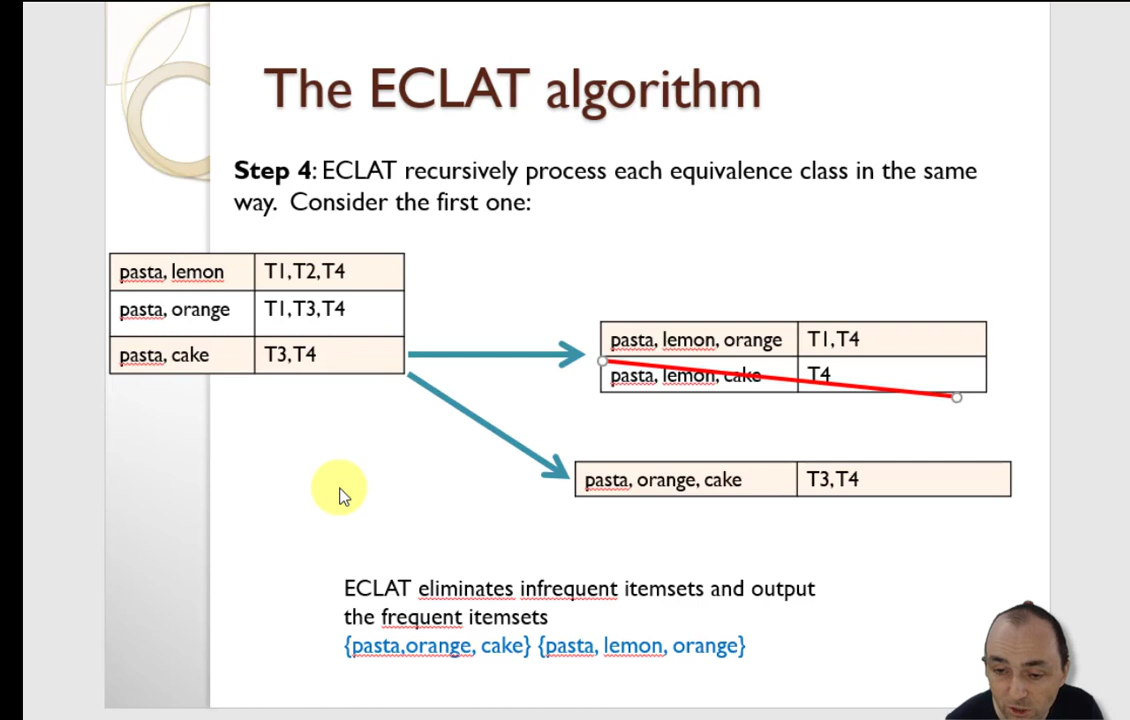 The ECLAT algorithm
Step 4: ECLAT recursively process each equivalence class in the same
way. Consider the first one:
pasta, lemon T1,T2,T4
pasta, orange T1,T3,T4
pasta, cake T3,T4
pasta, lemon, orange T1,T4
pasta, lemon, cake T4
pasta, orange, cake T3,T4
ECLAT eliminates infrequent itemsets and output
the frequent itemsets
{pasta,orange, cake} {pasta, lemon, orange}